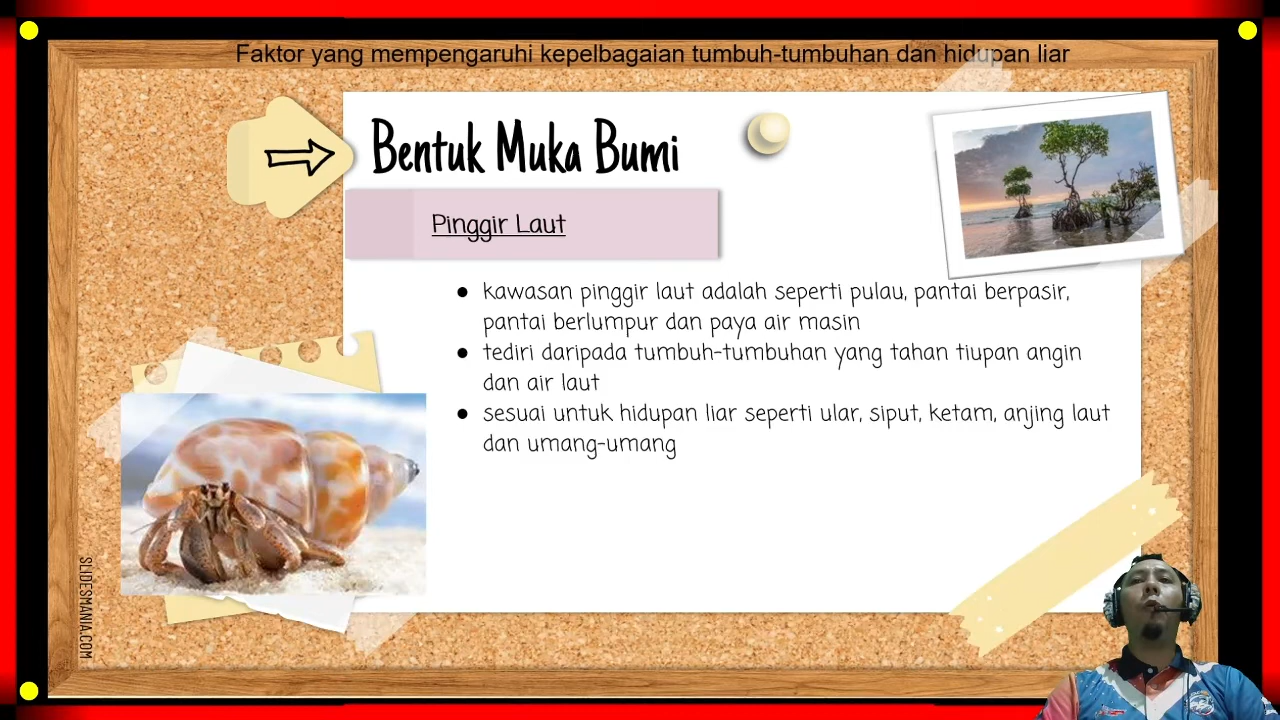 Faktor yang mempengaruhi kepelbagaian tumbuh-tumbuhan dan hidupan liar
Bentuk Muka Bumi
Pinggir Laut
● kawasan pinggir laut adalah seperti pulau, pantai berpasir,
pantai berlumpur dan paya air masin
● tediri daripada tumbuh-tumbuhan yang tahan tiupan angin
dan air laut
● sesuai untuk hidupan liar seperti ular, siput, ketam, anjing laut
dan umang-umang
SLIDESMANIA.COM